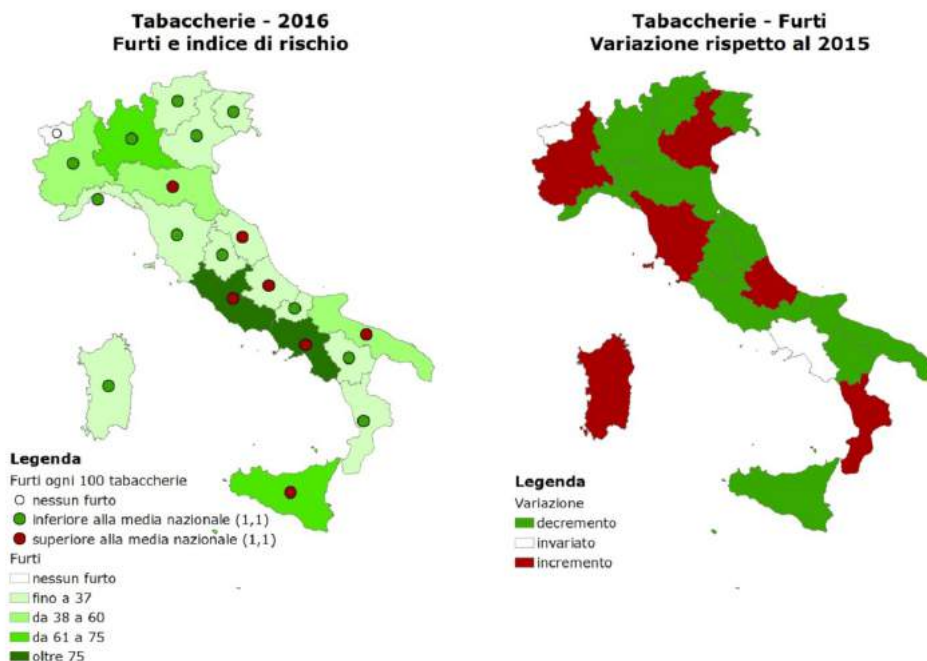 Tabaccherie - 2016
Furti e indice di rischio
Legenda
Furti ogni 100 tabaccherie
nessun furto
inferiore alla media nazionale (1,1)
superiore alla media nazionale (1,1)
Furti
nessun furto
fino a 37
da 38 a 60
da 61 a 75
oltre 75
Tabaccherie - Furti
Variazione rispetto al 2015
Legenda
Variazione
decremento
invariato
incremento